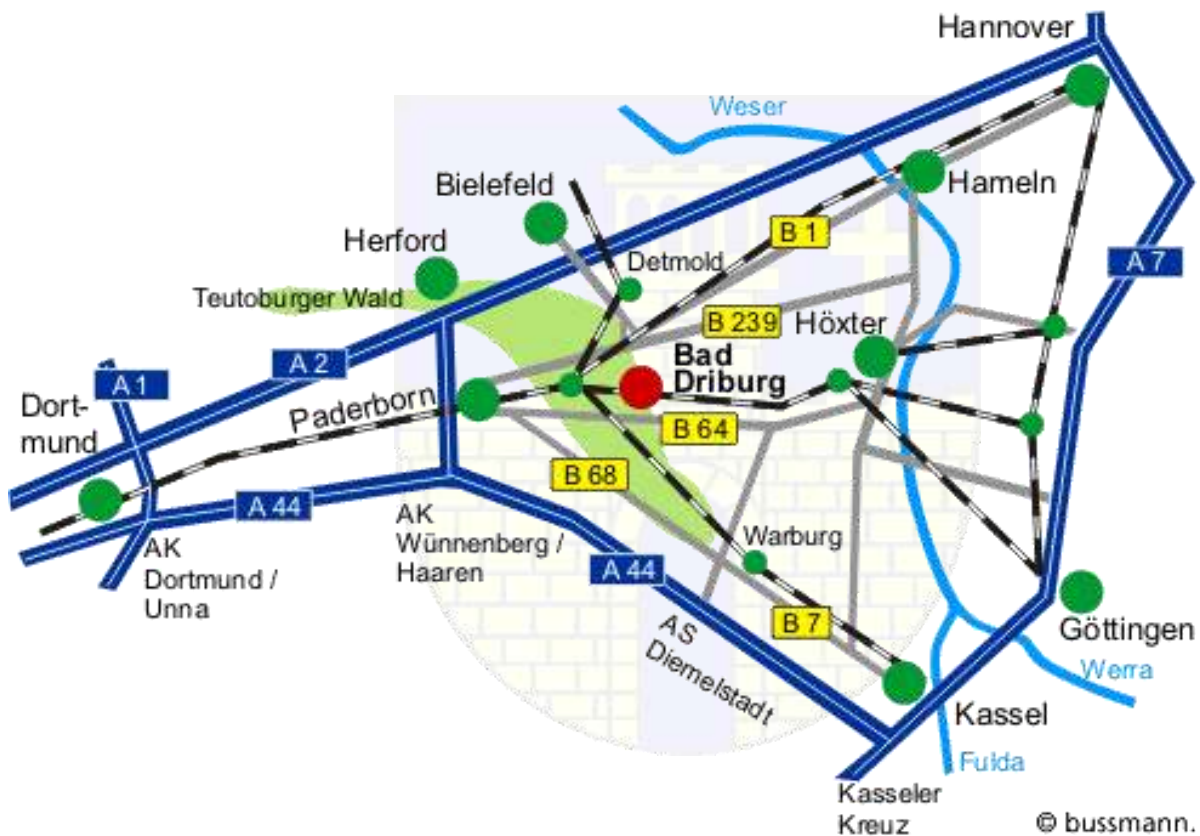 Hannover
Weser
Bielefeld
Hameln
Herford
B 1
Detmold
A 7
Teutoburger Wald
B 239
Höxter
A 2
Bad
Driburg
A 1
Paderborn
Dort-
mund
B 64
B 68
A 44
AK
Wünnenberg /
Haaren
Warburg
AK
Dortmund /
Unna
A 44
B 7
AS
Diemelstadt
Göttingen
Werra
Kassel
Fulda
Kasseler
Kreuz
© bussmann.